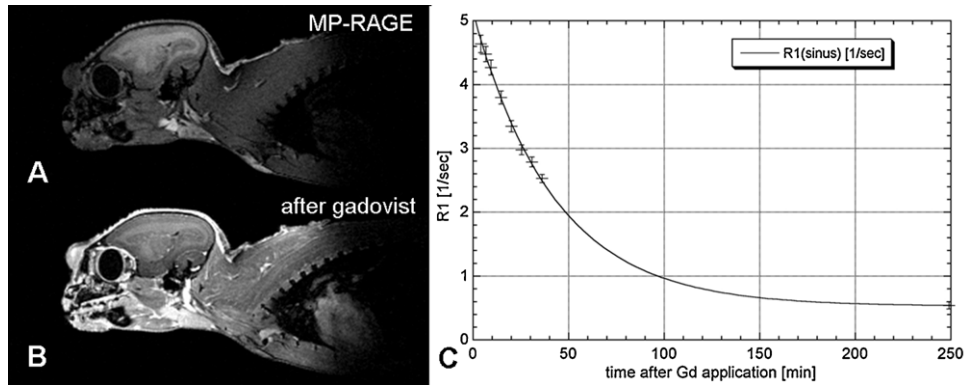 MP-RAGE
A
after gadovist
B
R1(sinus) [1/sec]
R1 [1/sec]
5
4
3
2
1
0
0 50 100 150 200 250
time after Gd application [min]
C